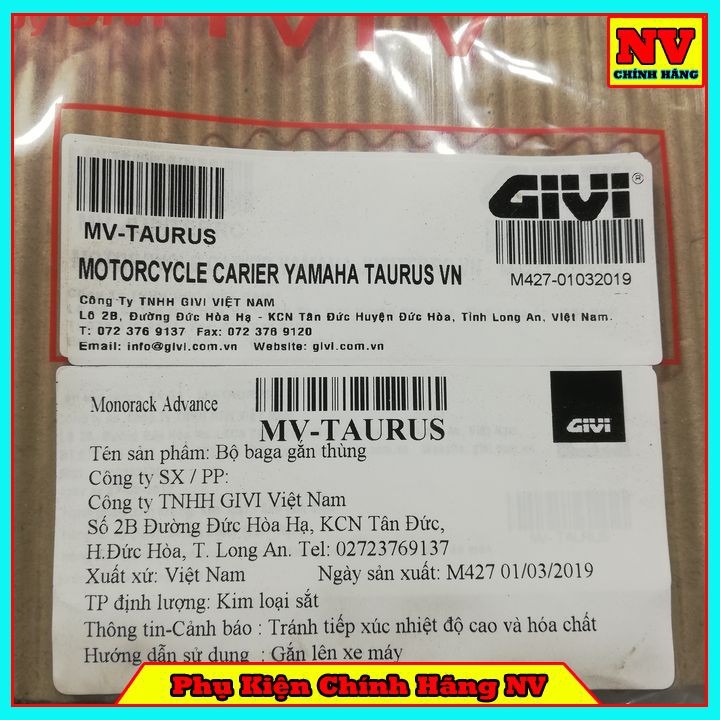 NV
CHÍNH HÃNG
GIVI
MV-TAURUS
MOTORCYCLE CARIER YAMAHA TAURUS VN
M427-01032019
Công Ty TNHH GIVI VIỆT NAM
Lô 2B, Đường Đức Hòa Hạ - KCN Tân Đức Huyện Đức Hòa, Tỉnh Long An, Việt Nam.
T: 072 376 9137 Fax: 072 376 9120
Email: info@givi.com.vn Website: givi.com.vn
Monorack Advance
MV-TAURUS
GIVI
Tên sản phẩm: Bộ baga gắn thùng
Công ty SX / PP:
Công ty TNHH GIVI Việt Nam
Số 2B Đường Đức Hòa Hạ, KCN Tân Đức,
H.Đức Hòa, T. Long An. Tel: 02723769137
Xuất xứ: Việt Nam Ngày sản xuất: M427 01/03/2019
TP định lượng: Kim loại sắt
Thông tin-Cảnh báo : Tránh tiếp xúc nhiệt độ cao và hóa chất
Hướng dẫn sử dụng : Gắn lên xe máy
Phụ Kiện Chính Hãng NV